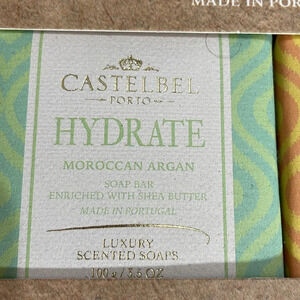 MADE IN POR
CASTELBEL
PORTO
HYDRATE
MOROCCAN ARGAN
SOAP BAR
ENRICHED WITH SHEA BUTTER
MADE IN PORTUGAL
LUXURY
SCENTED SOAPS
100 g / 3.5 OZ